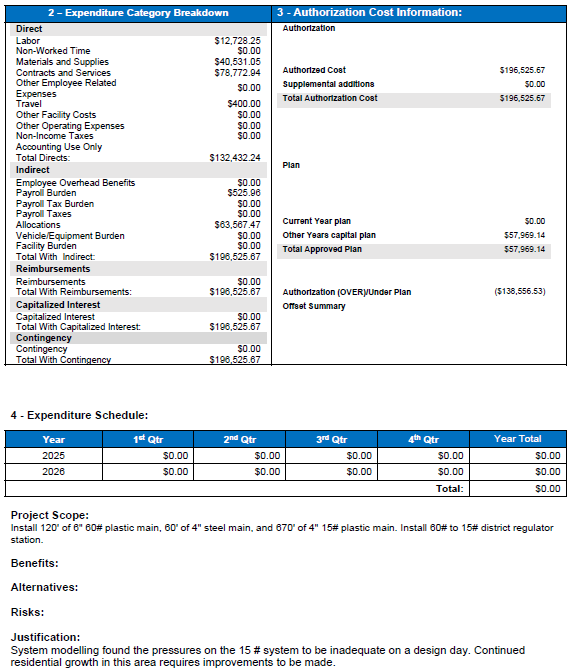 2 – Expenditure Category Breakdown
Direct
Labor $12,728.25
Non-Worked Time $0.00
Materials and Supplies $40,531.05
Contracts and Services $78,772.94
Other Employee Related
Expenses $0.00
Travel $400.00
Other Facility Costs $0.00
Other Operating Expenses $0.00
Non-Income Taxes $0.00
Accounting Use Only
Total Directs: $132,432.24
Indirect
Employee Overhead Benefits $0.00
Payroll Burden $525.96
Payroll Tax Burden $0.00
Payroll Taxes $0.00
Allocations $63,567.47
Vehicle/Equipment Burden $0.00
Facility Burden $0.00
Total With Indirect: $196,525.67
Reimbursements
Reimbursements $0.00
Total With Reimbursements: $196,525.67
Capitalized Interest
Capitalized Interest $0.00
Total With Capitalized Interest: $196,525.67
Contingency
Contingency $0.00
Total With Contingency $196,525.67
3 - Authorization Cost Information:
Authorization
Authorized Cost $196,525.67
Supplemental additions $0.00
Total Authorization Cost $196,525.67
Plan
Current Year plan $0.00
Other Years capital plan $57,969.14
Total Approved Plan $57,969.14
Authorization (OVER)/Under Plan ($138,556.53)
Offset Summary
4 - Expenditure Schedule:
Year 1st Qtr 2nd Qtr 3rd Qtr 4th Qtr Year Total
2025 $0.00 $0.00 $0.00 $0.00 $0.00
2026 $0.00 $0.00 $0.00 $0.00 $0.00
Total: $0.00
Project Scope:
Install 120' of 6" 60# plastic main, 60' of 4" steel main, and 670' of 4" 15# plastic main. Install 60# to 15# district regulator
station.
Benefits:
Alternatives:
Risks:
Justification:
System modelling found the pressures on the 15 # system to be inadequate on a design day. Continued
residential growth in this area requires improvements to be made.